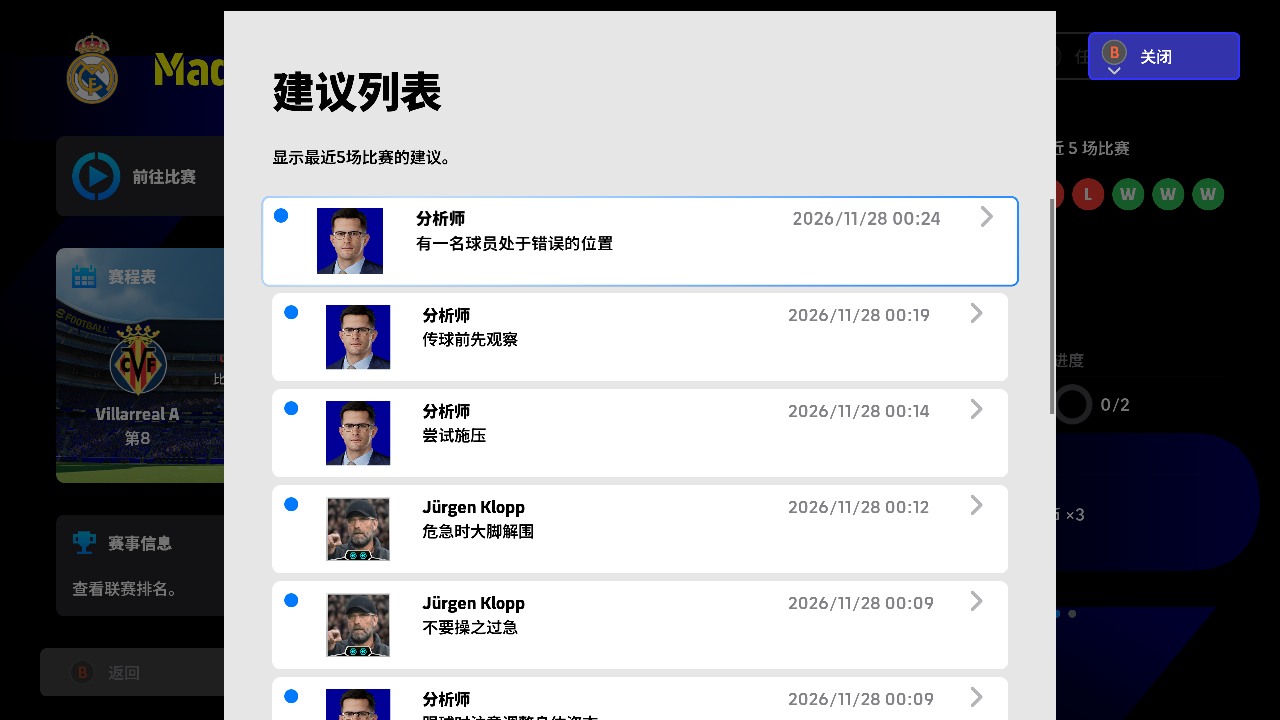 Mad
B 关闭
任
建议列表
显示最近5场比赛的建议。
前往比赛
近 5 场比赛
L W W W
分析师 2026/11/28 00:24
有一名球员处于错误的位置
赛程表
eFOOTBALL
分析师 2026/11/28 00:19
传球前先观察
Villarreal A
第8
比
进度
0/2
分析师 2026/11/28 00:14
尝试施压
Jürgen Klopp 2026/11/28 00:12
危急时大脚解围
×3
赛事信息
查看联赛排名。
Jürgen Klopp 2026/11/28 00:09
不要操之过急
B 返回
分析师 2026/11/28 00:09